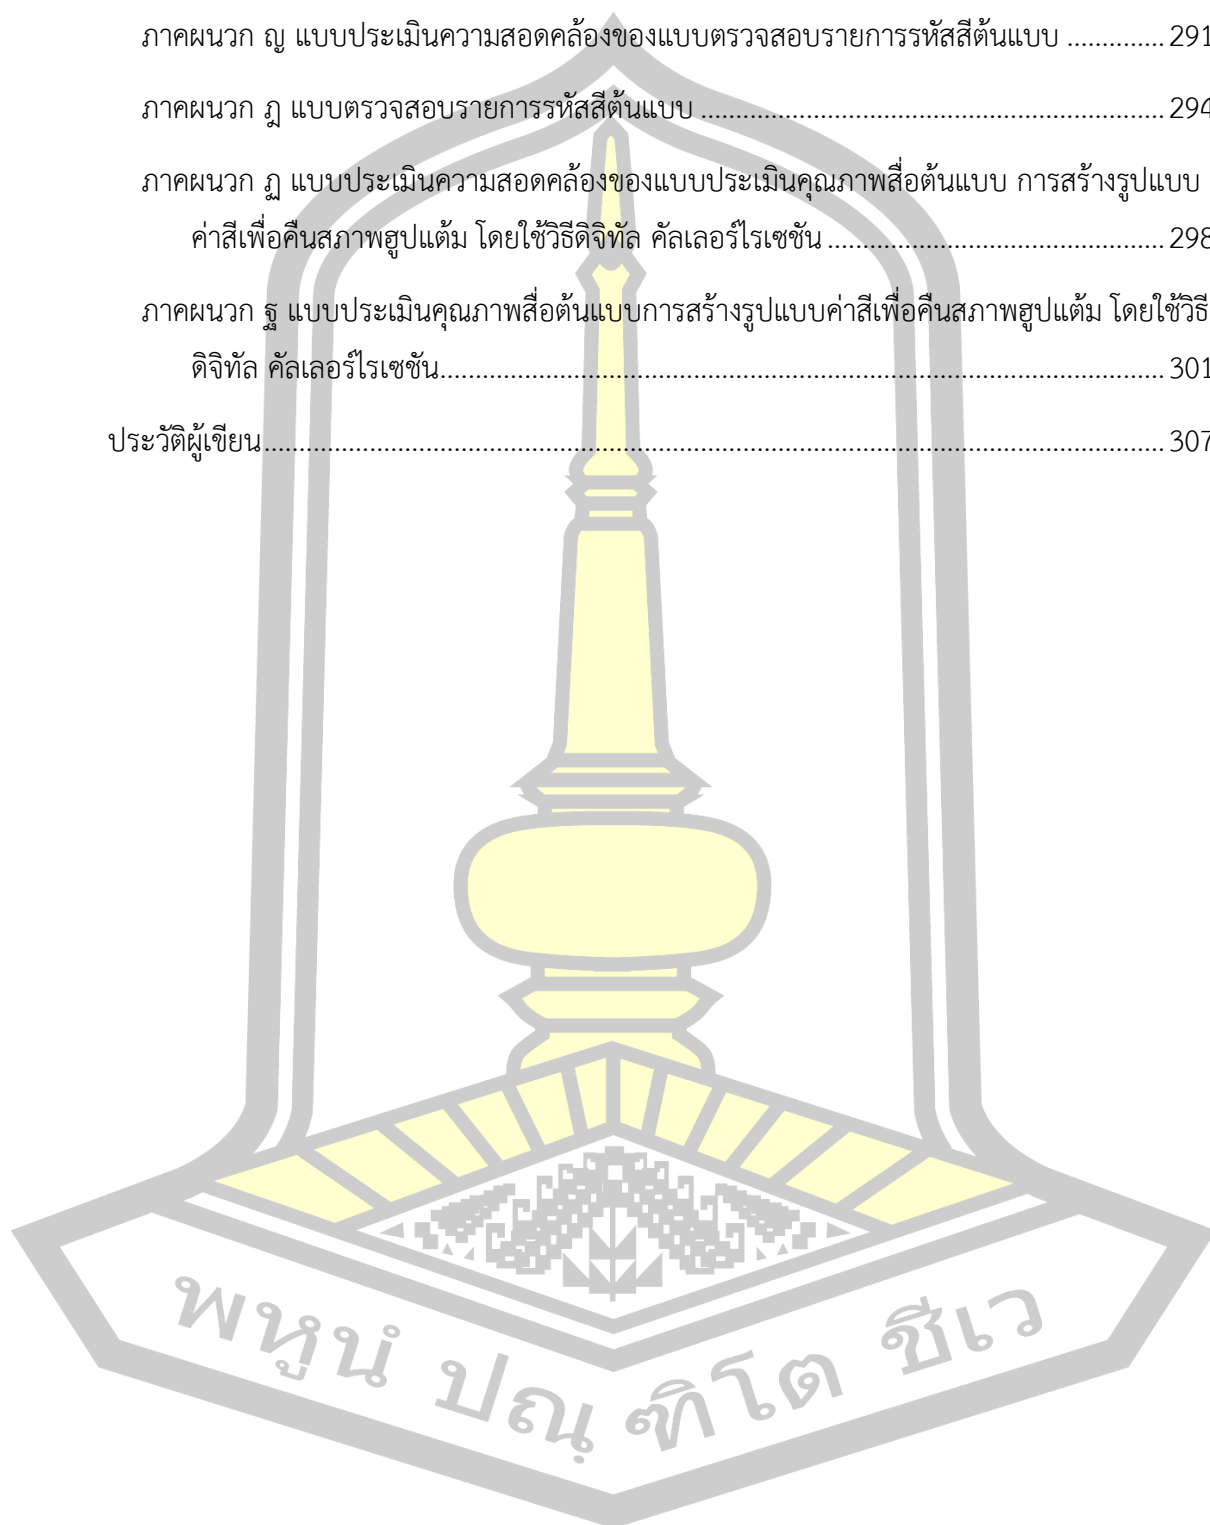 ภาคผนวก ญ แบบประเมินความสอดคล้องของแบบตรวจสอบรายการรหัสสีต้นแบบ .............. 291
ภาคผนวก ฎ แบบตรวจสอบรายการรหัสสีต้นแบบ .................................................................... 294
ภาคผนวก ฏ แบบประเมินความสอดคล้องของแบบประเมินคุณภาพสื่อต้นแบบ การสร้างรูปแบบ
ค่าสีเพื่อคืนสภาพฮูปแต้ม โดยใช้วิธีดิจิทัล คัลเลอร์ไรเซชัน ................................................. 298
ภาคผนวก ฐ แบบประเมินคุณภาพสื่อต้นแบบการสร้างรูปแบบค่าสีเพื่อคืนสภาพฮูปแต้ม โดยใช้วิธี
ดิจิทัล คัลเลอร์ไรเซชัน.......................................................................................................... 301
ประวัติผู้เขียน ................................................................................................................................... 307
พหูนํ ปณฺฑิโต ชีเว